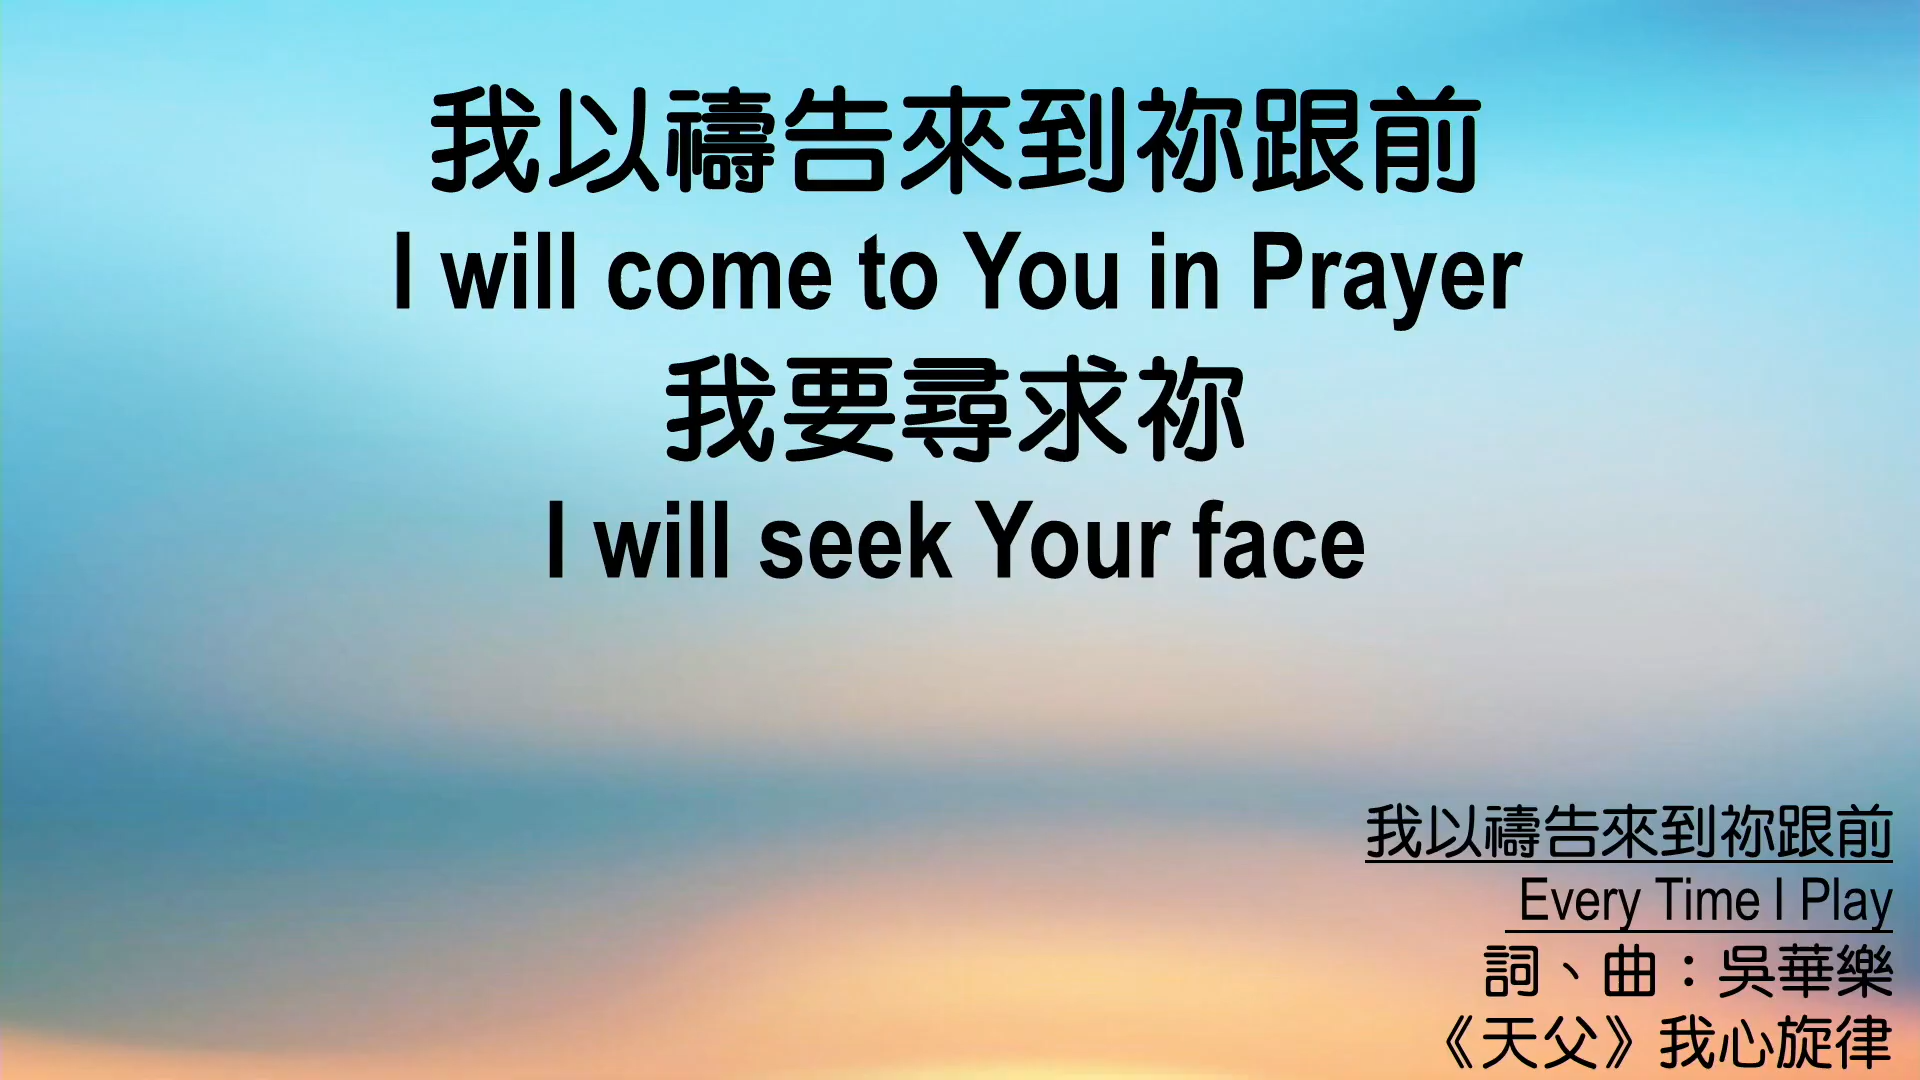 我以禱告來到祢跟前
I will come to You in Prayer
我要尋求祢
I will seek Your face
我以禱告來到祢跟前
Every Time I Play
詞、曲：吳華樂
《天父》我心旋律